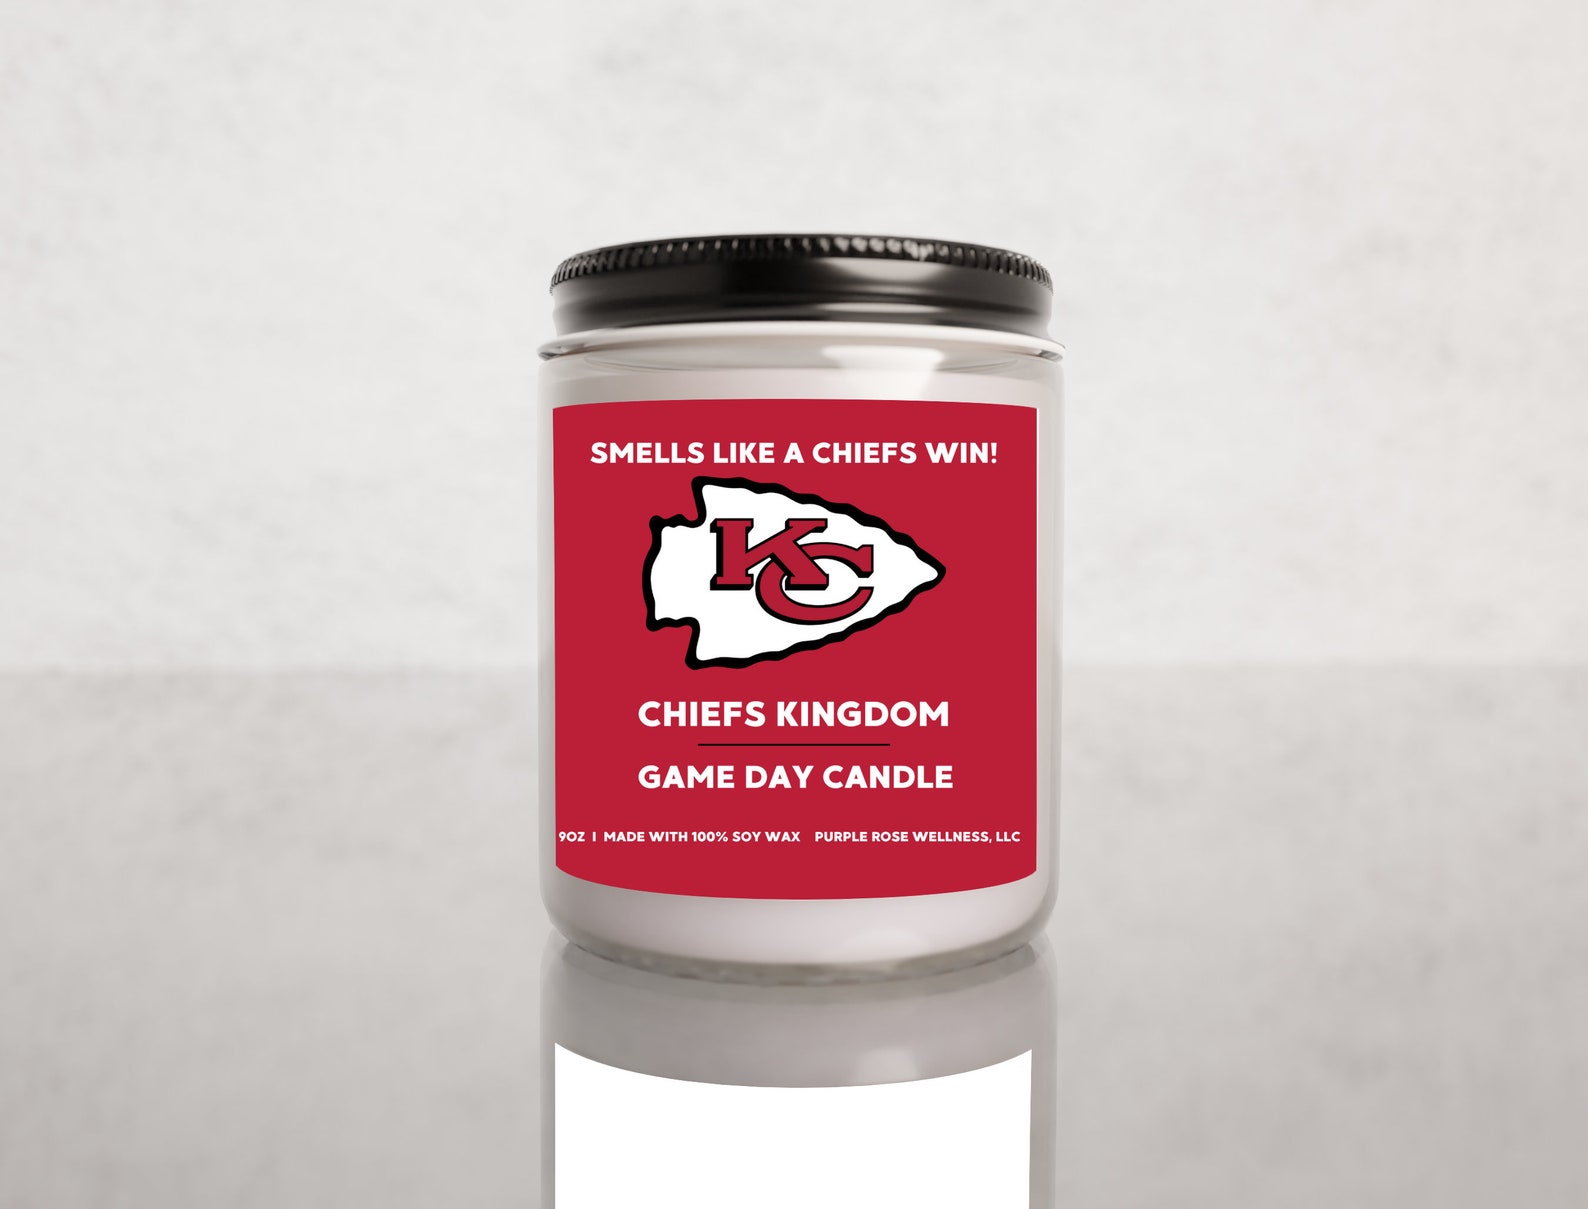 SMELLS LIKE A CHIEFS WIN!
KC
CHIEFS KINGDOM
GAME DAY CANDLE
9OZ I MADE WITH 100% SOY WAX PURPLE ROSE WELLNESS, LLC